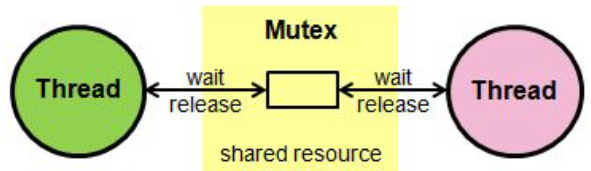 Mutex
Thread
wait
release
wait
release
Thread
shared resource